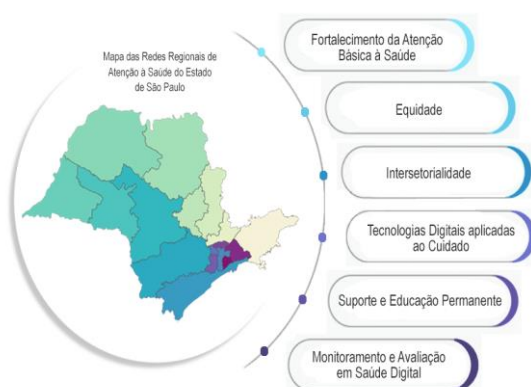 Mapa das Redes Regionais de
Atenção à Saúde do Estado
de São Paulo
Fortalecimento da Atenção
Básica à Saúde
Equidade
Intersetorialidade
Tecnologias Digitais aplicadas
ao Cuidado
Suporte e Educação Permanente
Monitoramento e Avaliação
em Saúde Digital